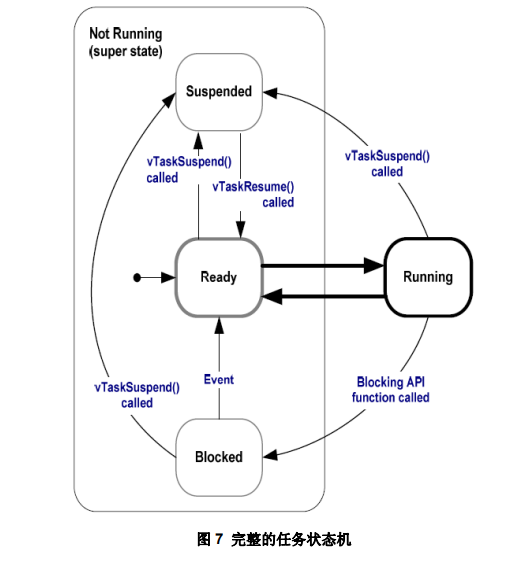 Not Running
(super state)
Suspended
vTaskSuspend()
called
vTaskResume()
called
vTaskSuspend()
called
Ready
Running
vTaskSuspend()
called
Event
Blocking API
function called
Blocked
图 7 完整的任务状态机